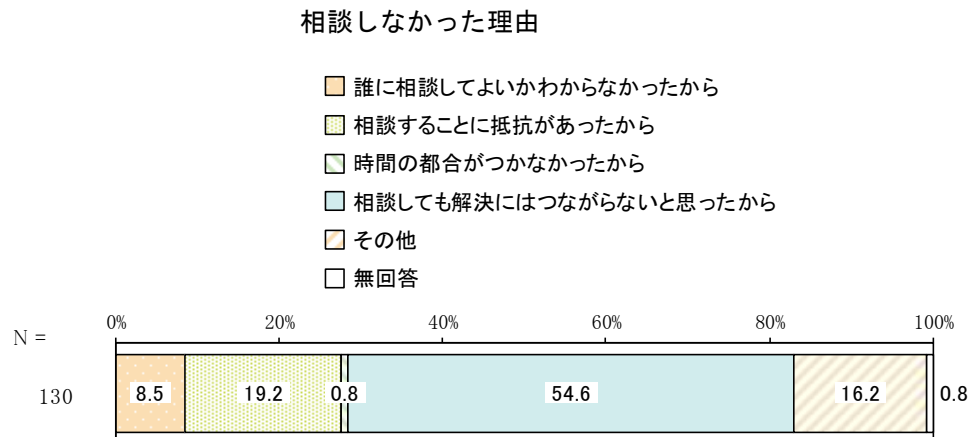 相談しなかった理由
誰に相談してよいかわからなかったから
相談することに抵抗があったから
時間の都合がつかなかったから
相談しても解決にはつながらないと思ったから
その他
無回答
N =
0% 20% 40% 60% 80% 100%
130 8.5 19.2 0.8 54.6 16.2 0.8